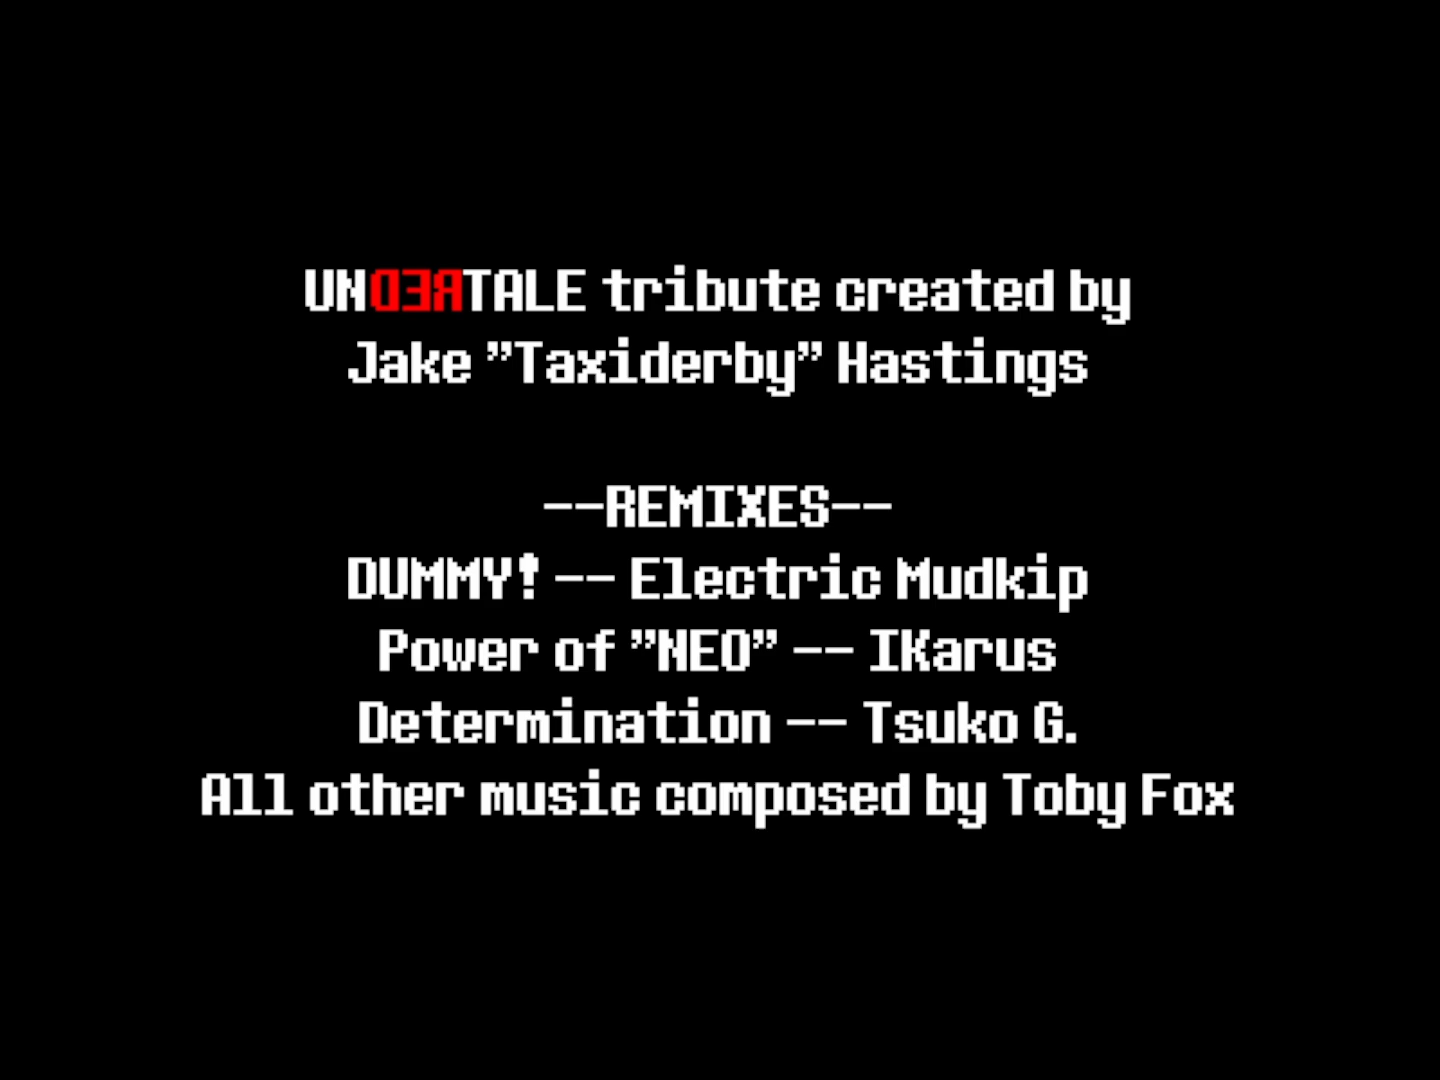 UNDERTALE tribute created by
Jake "Taxiderby" Hastings
--REMIXES--
DUMMY! -- Electric Mudkip
Power of "NEO" -- IKarus
Determination -- Tsuko G.
All other music composed by Toby Fox